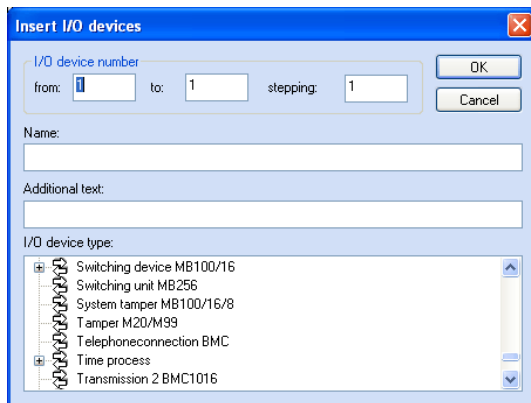 Insert I/O devices
I/O device number
from: 1 to: 1 stepping: 1
OK
Cancel
Name:
Additional text:
I/O device type:
Switching device MB100/16
Switching unit MB256
System tamper MB100/16/8
Tamper M20/M99
Telephoneconnection BMC
Time process
Transmission 2 BMC1016